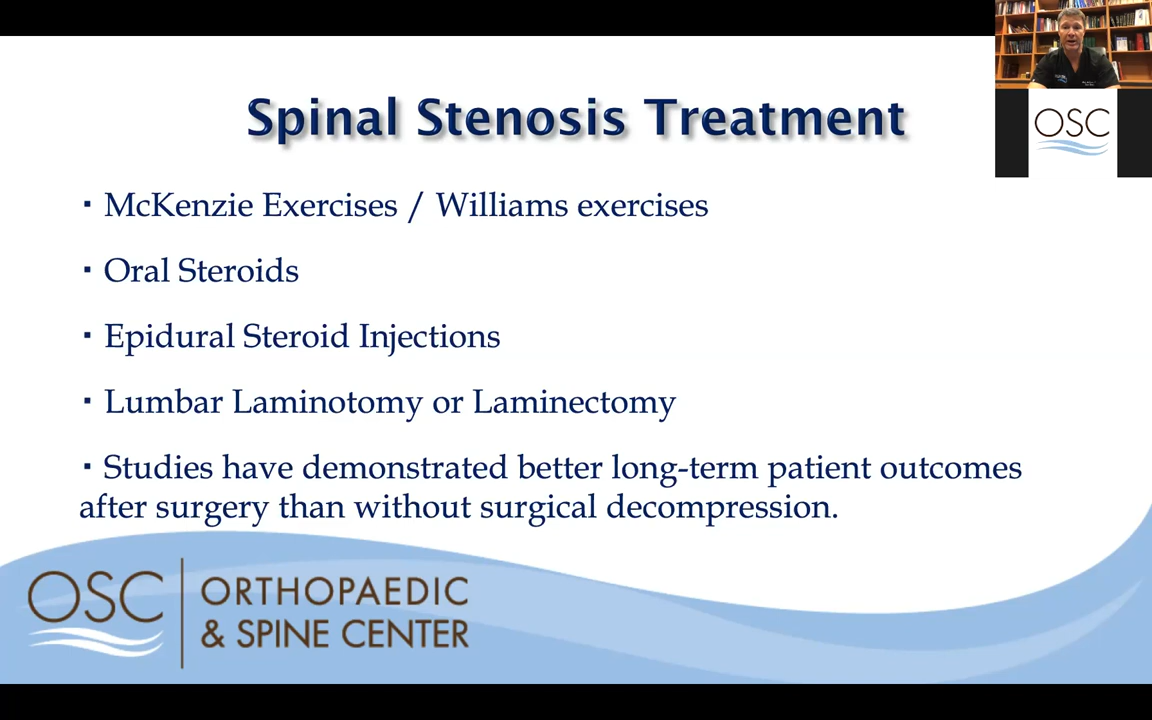 Spinal Stenosis Treatment
▪ McKenzie Exercises / Williams exercises
▪ Oral Steroids
▪ Epidural Steroid Injections
▪ Lumbar Laminotomy or Laminectomy
▪ Studies have demonstrated better long-term patient outcomes
after surgery than without surgical decompression.
OSC
OSC
ORTHOPAEDIC
& SPINE CENTER